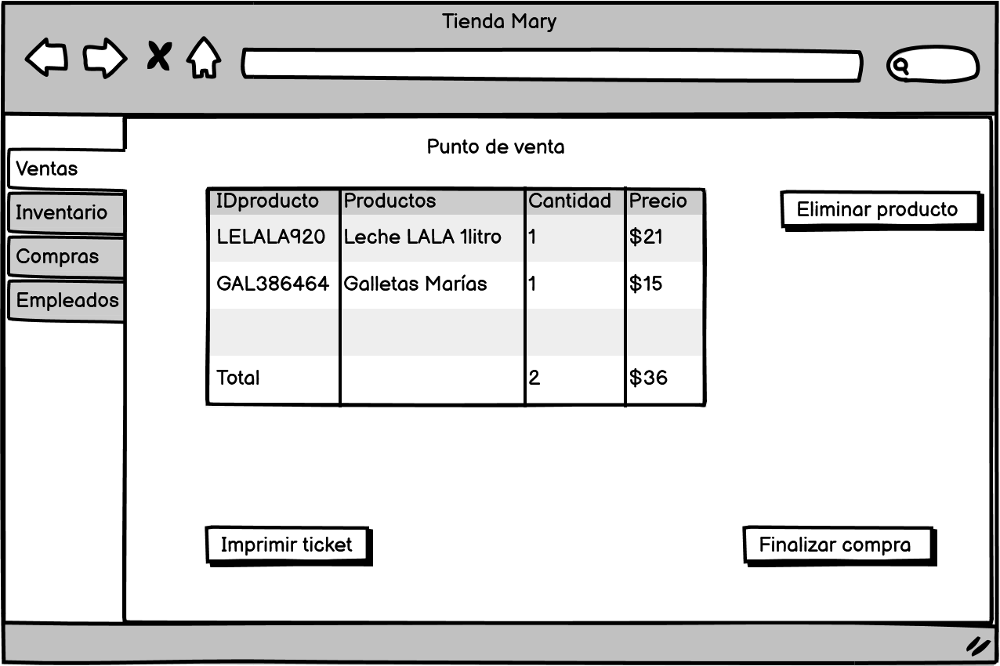 Tienda Mary
Punto de venta
Ventas
Inventario
Compras
Empleados
IDproducto Productos Cantidad Precio
LELALA920 Leche LALA 1litro 1 $21
GAL386464 Galletas Marías 1 $15
Total 2 $36
Eliminar producto
Imprimir ticket
Finalizar compra